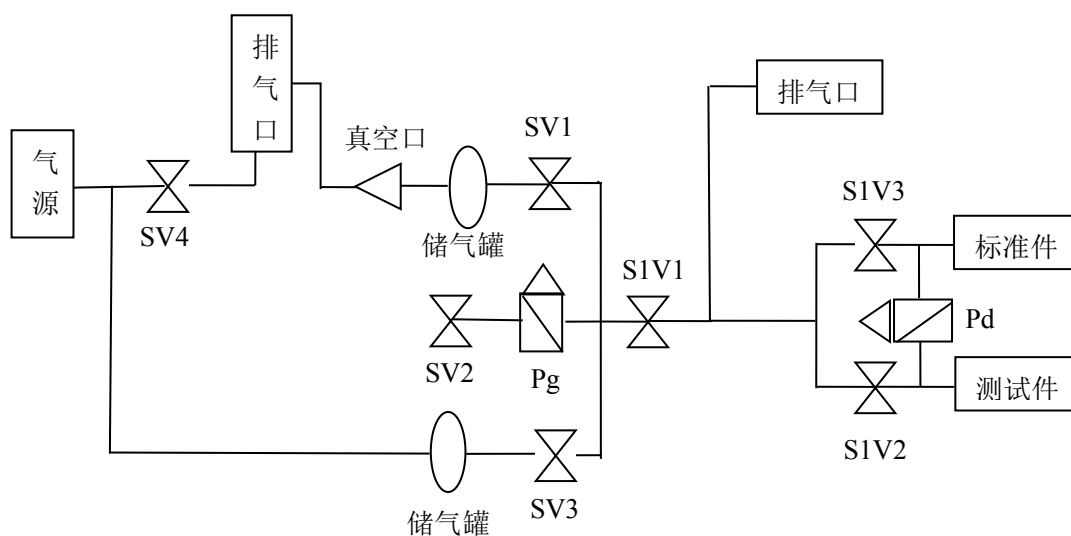 排气口
排气口
气源
真空口
SV1
SV4
储气罐
S1V3
标准件
S1V1
SV2
Pg
Pd
测试件
S1V2
储气罐
SV3